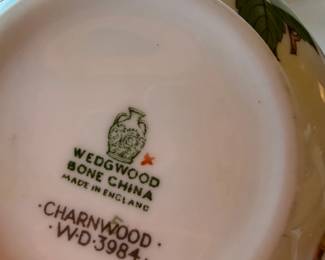 WEDGWOOD
BONE CHINA
MADE IN ENGLAND
·CHARNWOOD·
·W·D·3984·